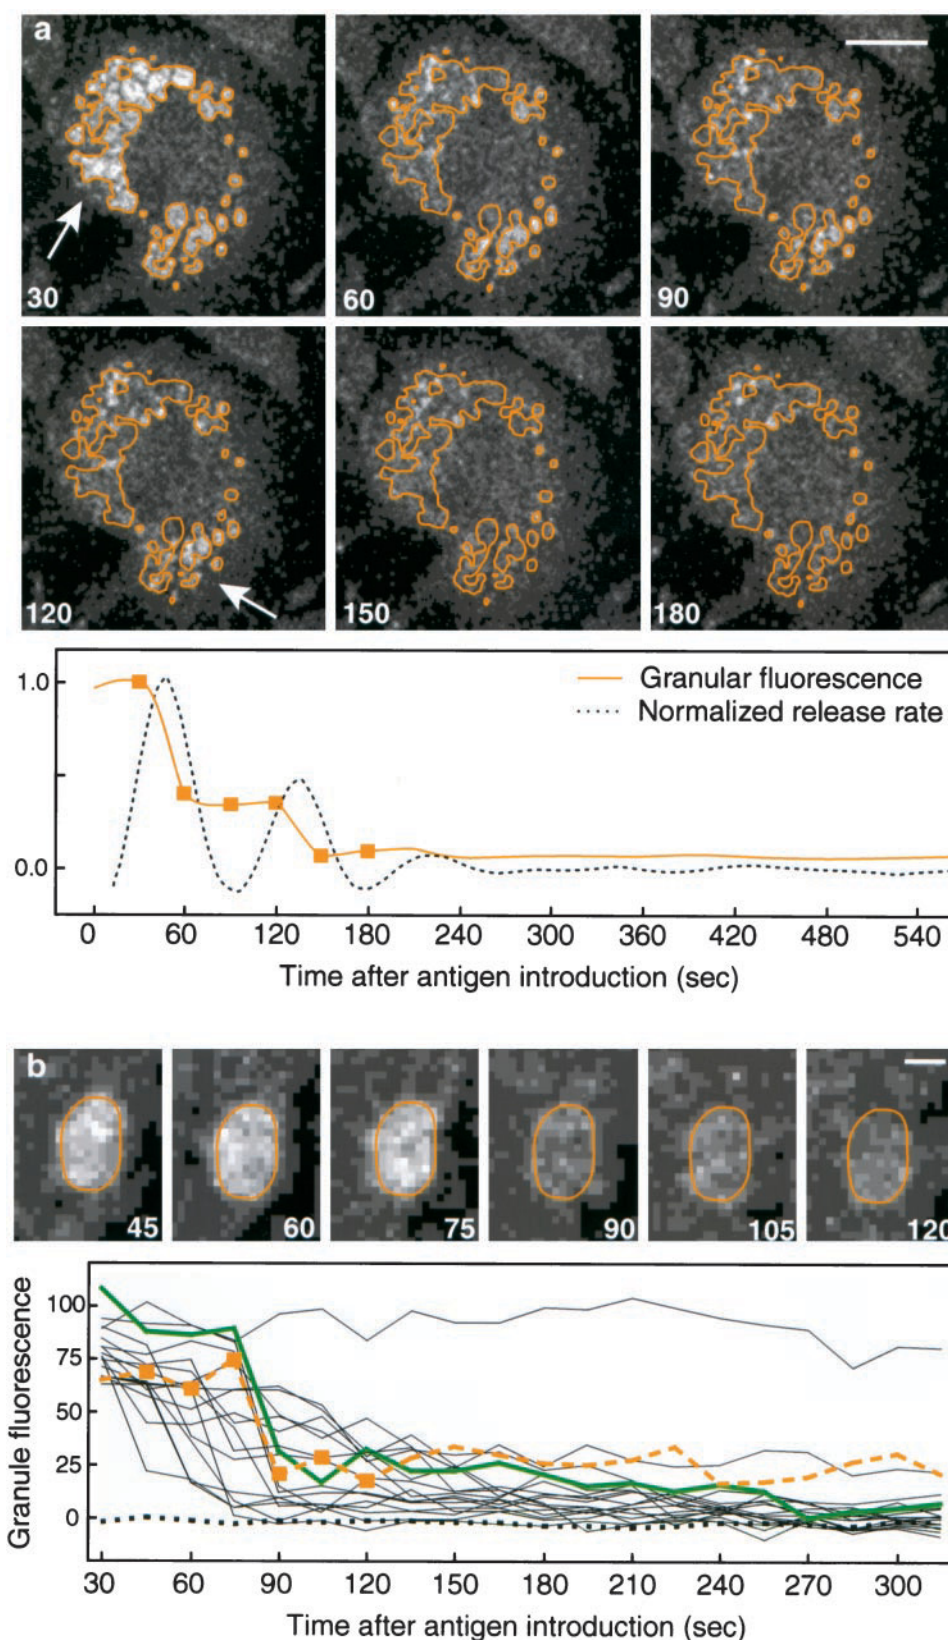 a
30
60
90
120
150
180
Granular fluorescence
Normalized release rate
1.0
0.0
0 60 120 180 240 300 360 420 480 540
Time after antigen introduction (sec)
b
45
60
75
90
105
120
Granule fluorescence
100
75
50
25
0
30 60 90 120 150 180 210 240 270 300
Time after antigen introduction (sec)